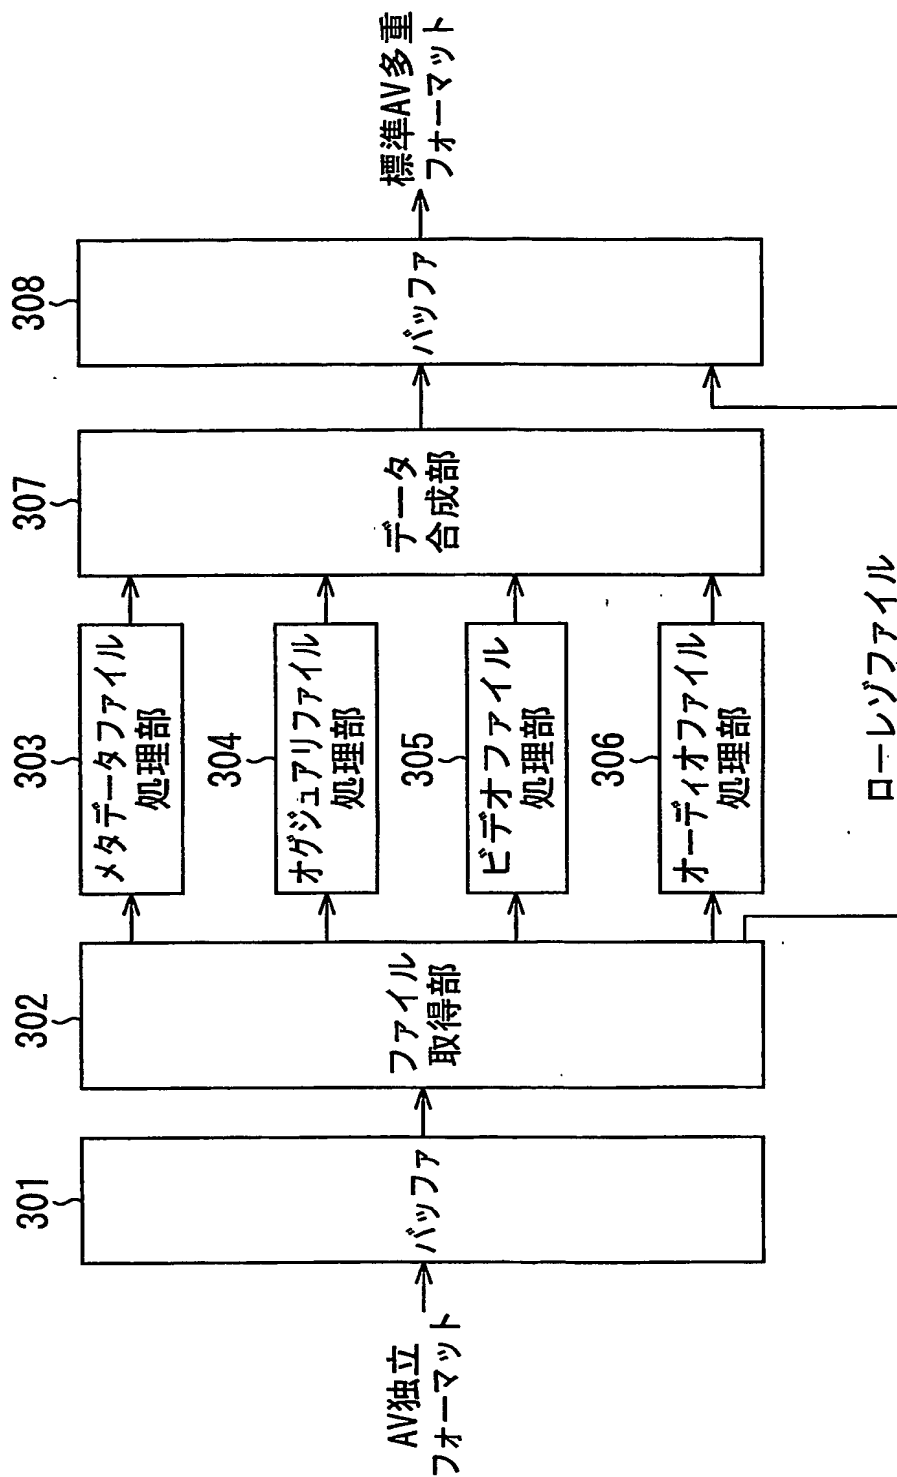 AV独立
フォーマット
301
バッファ
302
ファイル
取得部
303
メタデータファイル
処理部
304
オグジュアリファイル
処理部
305
ビデオファイル
処理部
306
オーディオファイル
処理部
307
データ
合成部
308
バッファ
標準AV多重
フォーマット
ローレゾファイル